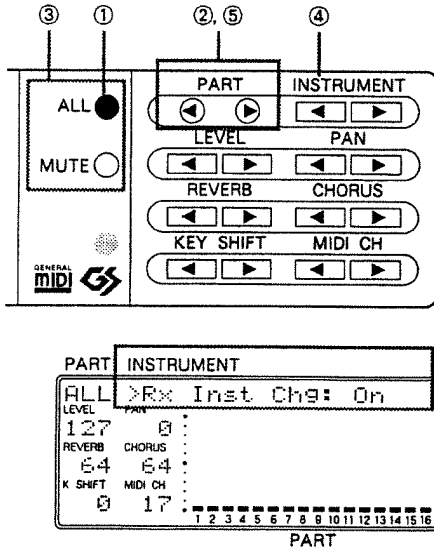 ③ ① ②, ⑤ ④
PART INSTRUMENT
ALL
LEVEL PAN
MUTE
REVERB CHORUS
KEY SHIFT MIDI CH
GENERAL
MIDI GS
PART INSTRUMENT
ALL >Rx Inst Chg: On
LEVEL PAN
127 0
REVERB CHORUS
64 64
K SHIFT MIDI CH
0 17
1 2 3 4 5 6 7 8 9 10 11 12 13 14 15 16
PART